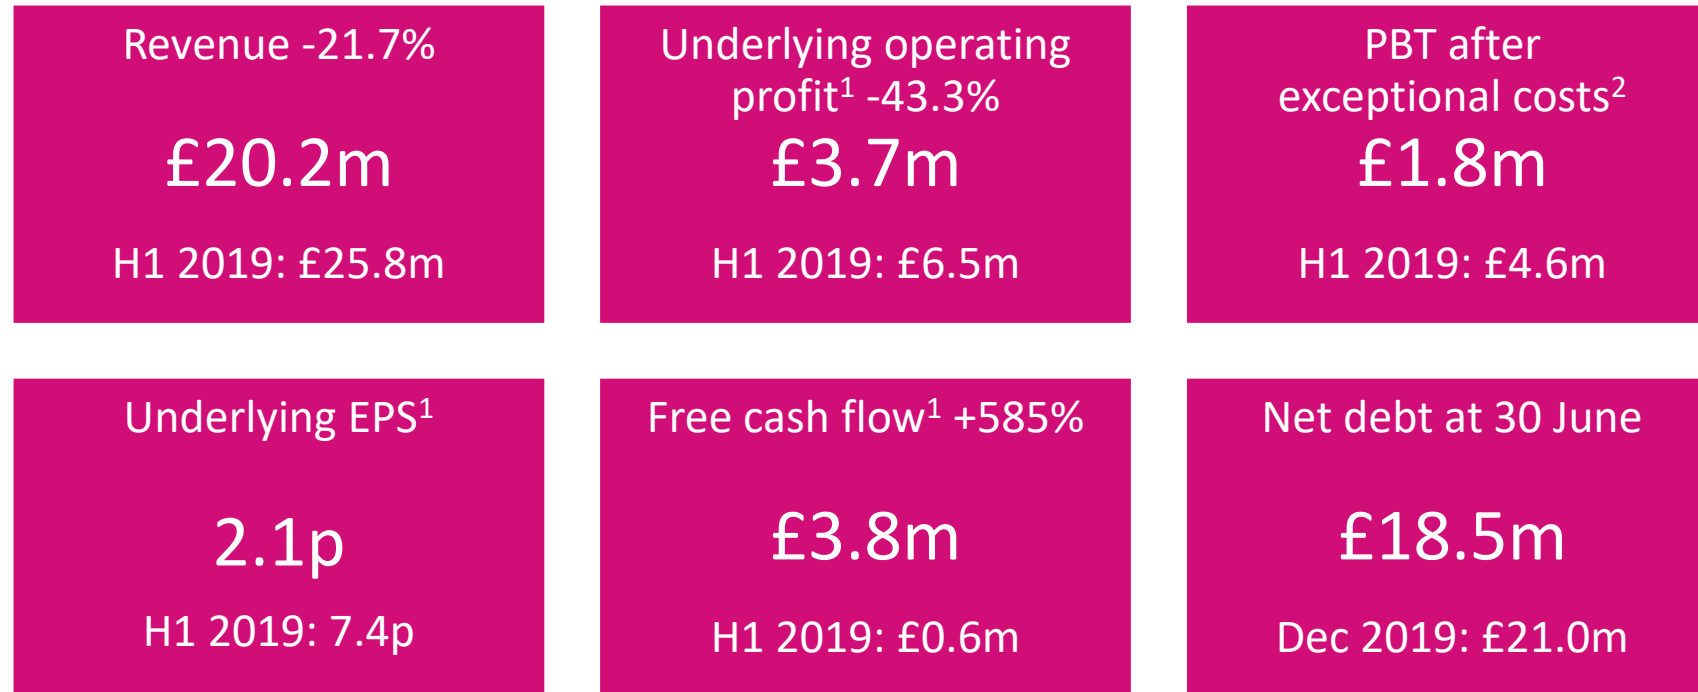 Revenue -21.7%
£20.2m
H1 2019: £25.8m
Underlying operating
profit¹ -43.3%
£3.7m
H1 2019: £6.5m
PBT after
exceptional costs²
£1.8m
H1 2019: £4.6m
Underlying EPS¹
2.1p
H1 2019: 7.4p
Free cash flow¹ +585%
£3.8m
H1 2019: £0.6m
Net debt at 30 June
£18.5m
Dec 2019: £21.0m